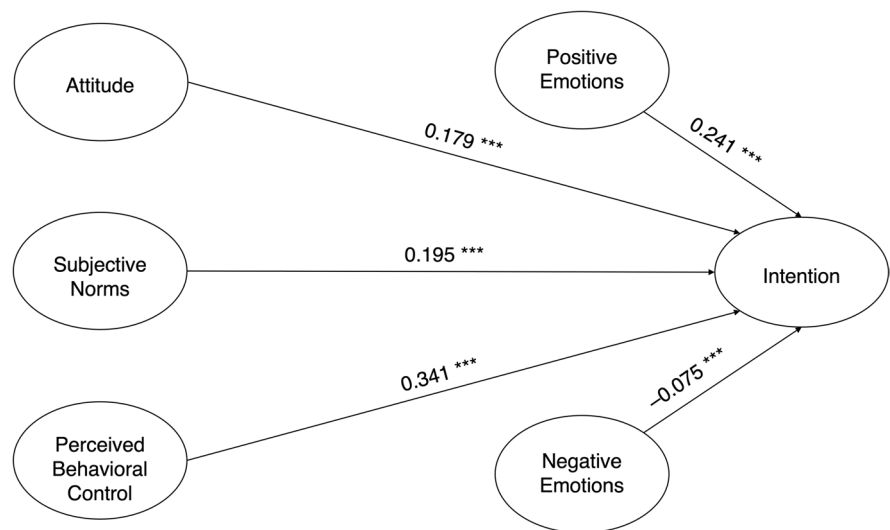 Attitude
Positive
Emotions
0.179 ***
0.241 ***
Subjective
Norms
0.195 ***
Intention
Perceived
Behavioral
Control
0.341 ***
–0.075 ***
Negative
Emotions